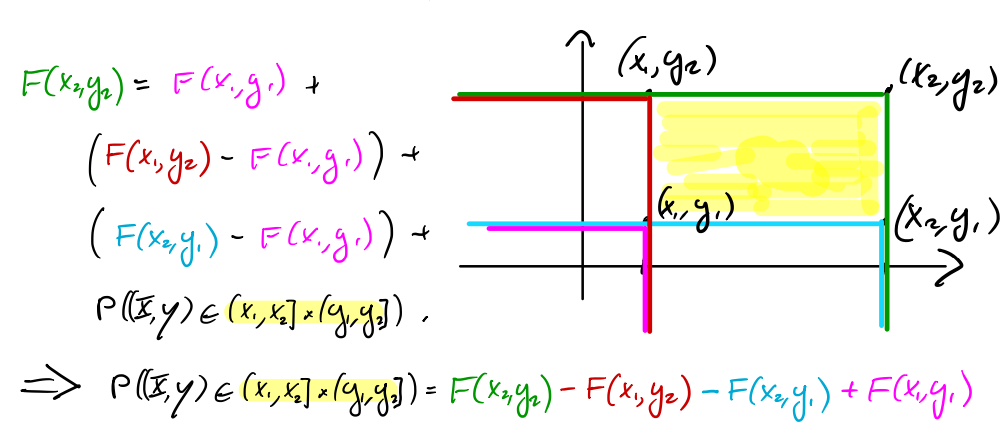 F(x₂,y₂) = F(x₁,y₁) +
(F(x₁,y₂) - F(x₁,y₁)) +
(F(x₂,y₁) - F(x₁,y₁)) +
P((X,Y) ∈ (x₁,x₂] × (y₁,y₂]) .
⇒ P((X,Y) ∈ (x₁,x₂] × (y₁,y₂]) = F(x₂,y₂) - F(x₁,y₂) - F(x₂,y₁) + F(x₁,y₁)
(x₁,y₂)
(x₂,y₂)
(x₁,y₁)
(x₂,y₁)